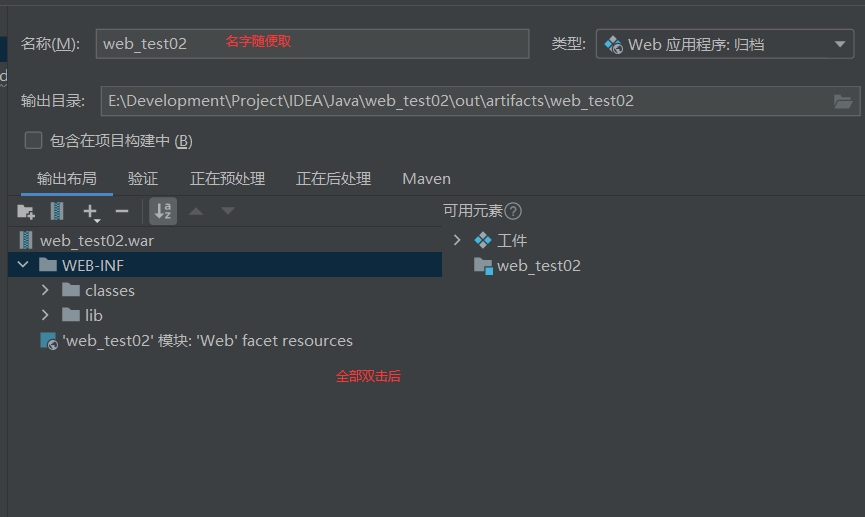 名称(M): web_test02 名字随便取 类型: Web 应用程序: 归档
d
输出目录: E:\Development\Project\IDEA\Java\web_test02\out\artifacts\web_test02
包含在项目构建中 (B)
输出布局 验证 正在预处理 正在后处理 Maven
可用元素
web_test02.war
工件
WEB-INF
web_test02
classes
lib
'web_test02' 模块: 'Web' facet resources
全部双击后